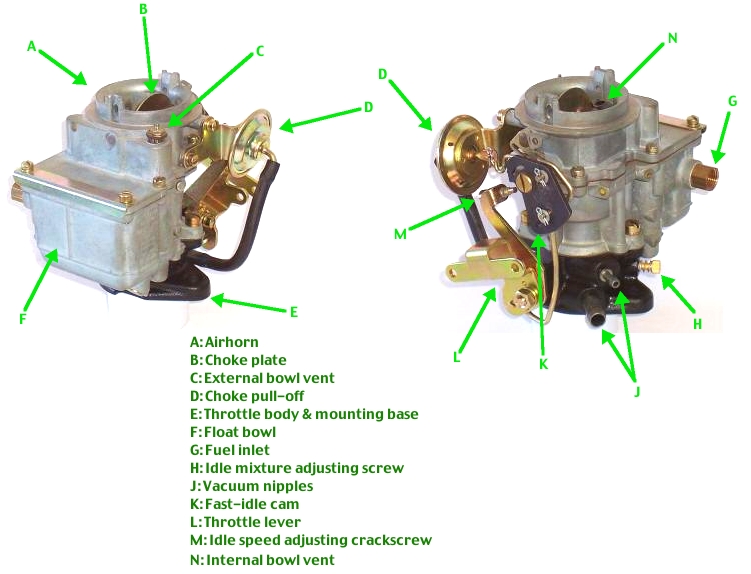 B
A
C
D
E
F
N
D
G
M
H
L
K
J
A: Airhorn
B: Choke plate
C: External bowl vent
D: Choke pull-off
E: Throttle body & mounting base
F: Float bowl
G: Fuel inlet
H: Idle mixture adjusting screw
J: Vacuum nipples
K: Fast-idle cam
L: Throttle lever
M: Idle speed adjusting crackscrew
N: Internal bowl vent